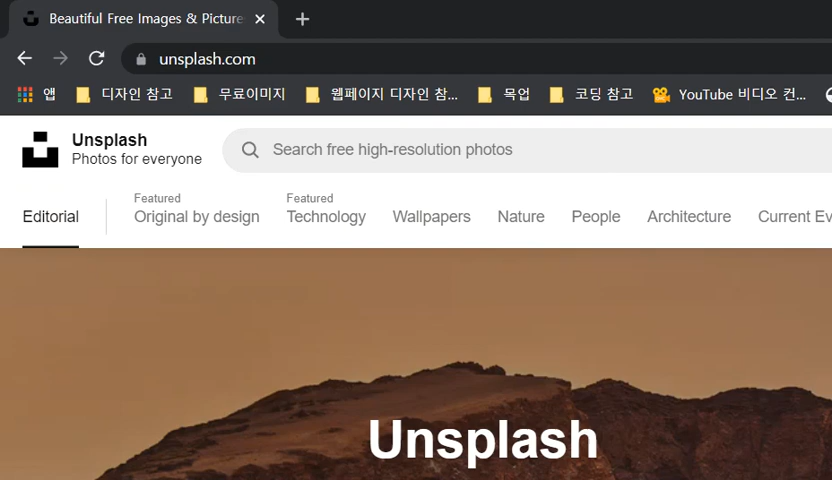 Beautiful Free Images & Picture
unsplash.com
앱 디자인 참고 무료이미지 웹페이지 디자인 참... 목업 코딩 참고 YouTube 비디오 컨...
Unsplash
Photos for everyone
Search free high-resolution photos
Featured Featured
Editorial Original by design Technology Wallpapers Nature People Architecture Current Ev
Unsplash